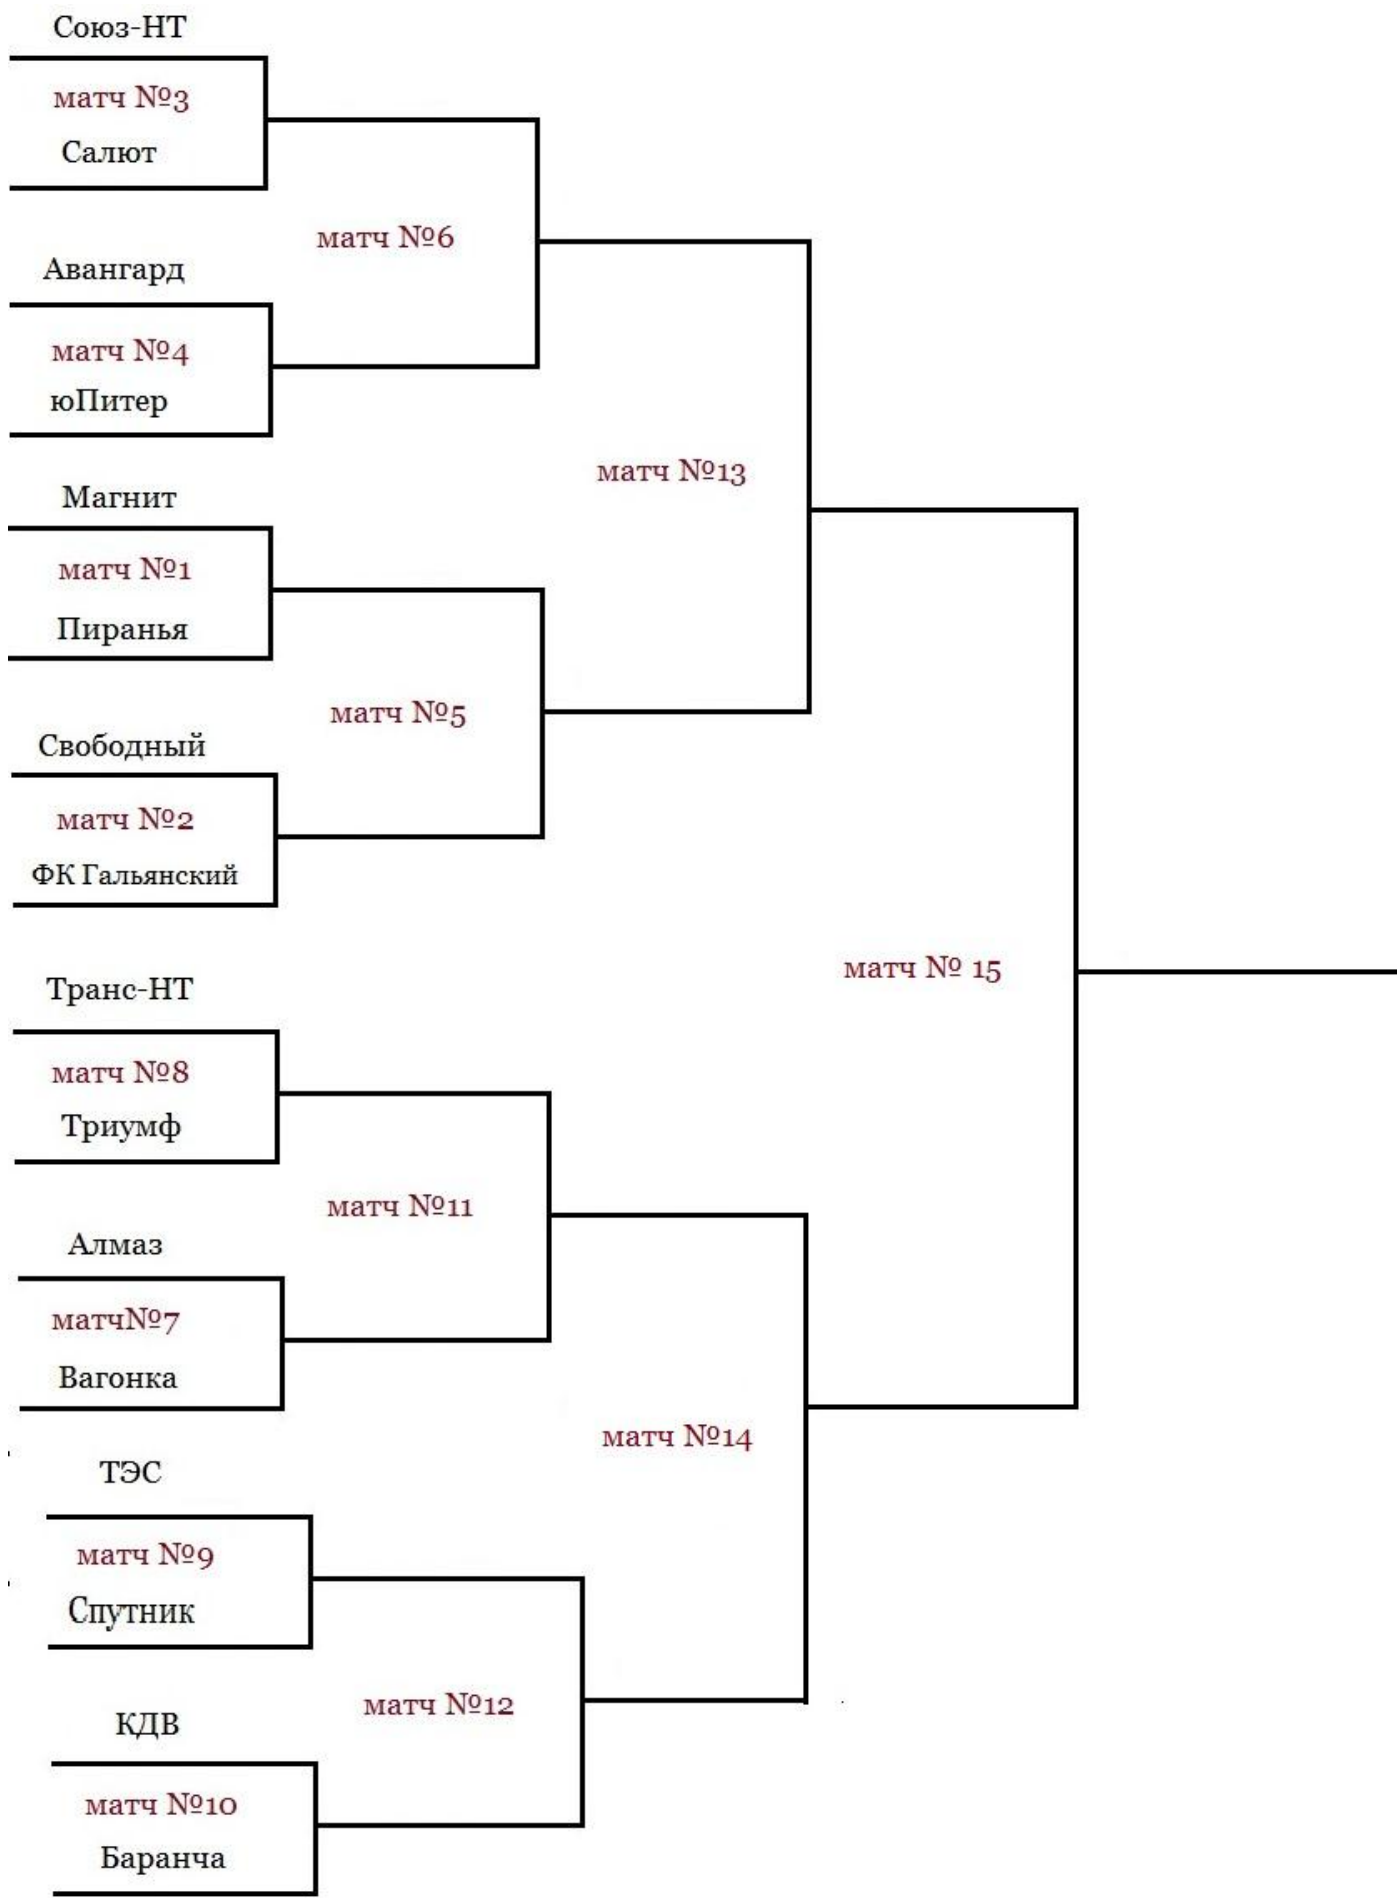 Союз-НТ
матч №3
Салют
матч №6
Авангард
матч №4
юПитер
матч №13
Магнит
матч №1
Пиранья
матч №5
Свободный
матч №2
ФК Гальянский
матч № 15
Транс-НТ
матч №8
Триумф
матч №11
Алмаз
матч№7
Вагонка
матч №14
ТЭС
матч №9
Спутник
матч №12
КДВ
матч №10
Баранча